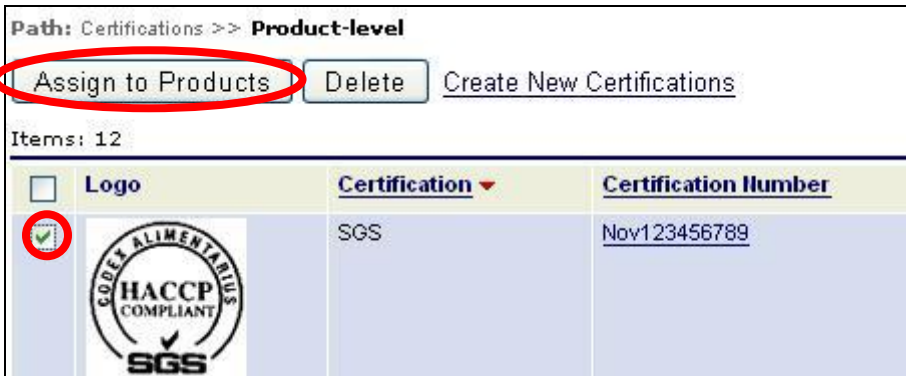 Path: Certifications >> Product-level
Assign to Products Delete Create New Certifications
Items: 12
Logo Certification Certification Number
SGS Nov123456789
CODEX ALIMENTARIUS
HACCP
COMPLIANT
SGS